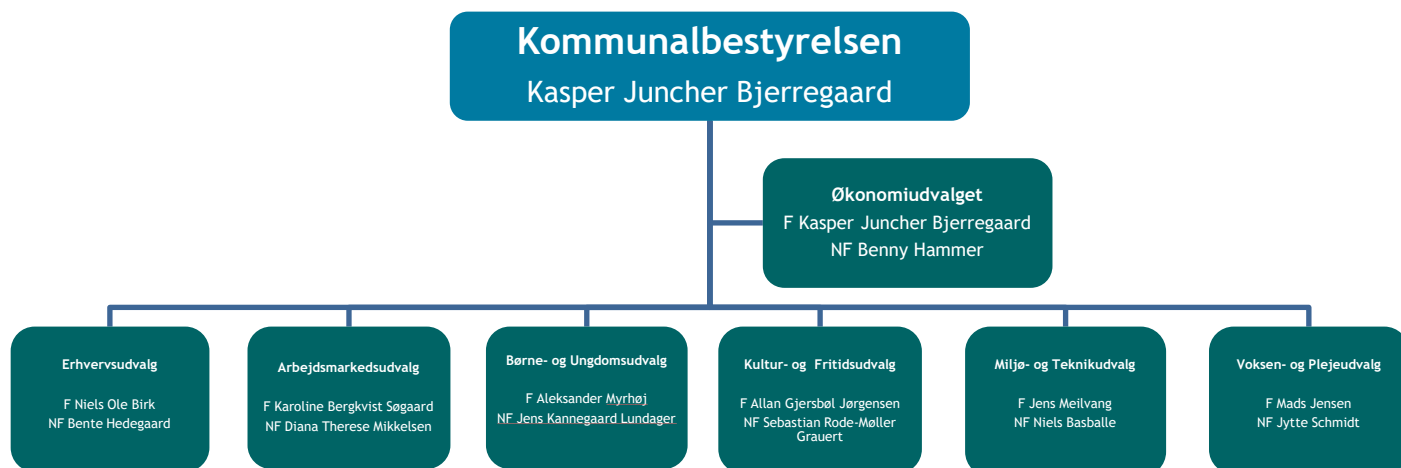 Kommunalbestyrelsen
Kasper Juncher Bjerregaard
Økonomiudvalget
F Kasper Juncher Bjerregaard
NF Benny Hammer
Erhvervsudvalg
F Niels Ole Birk
NF Bente Hedegaard
Arbejdsmarkedsudvalg
F Karoline Bergkvist Søgaard
NF Diana Therese Mikkelsen
Børne- og Ungdomsudvalg
F Aleksander Myrhøj
NF Jens Kannegaard Lundager
Kultur- og Fritidsudvalg
F Allan Gjersbøl Jørgensen
NF Sebastian Rode-Møller
Grauert
Miljø- og Teknikudvalg
F Jens Meilvang
NF Niels Basballe
Voksen- og Plejeudvalg
F Mads Jensen
NF Jytte Schmidt